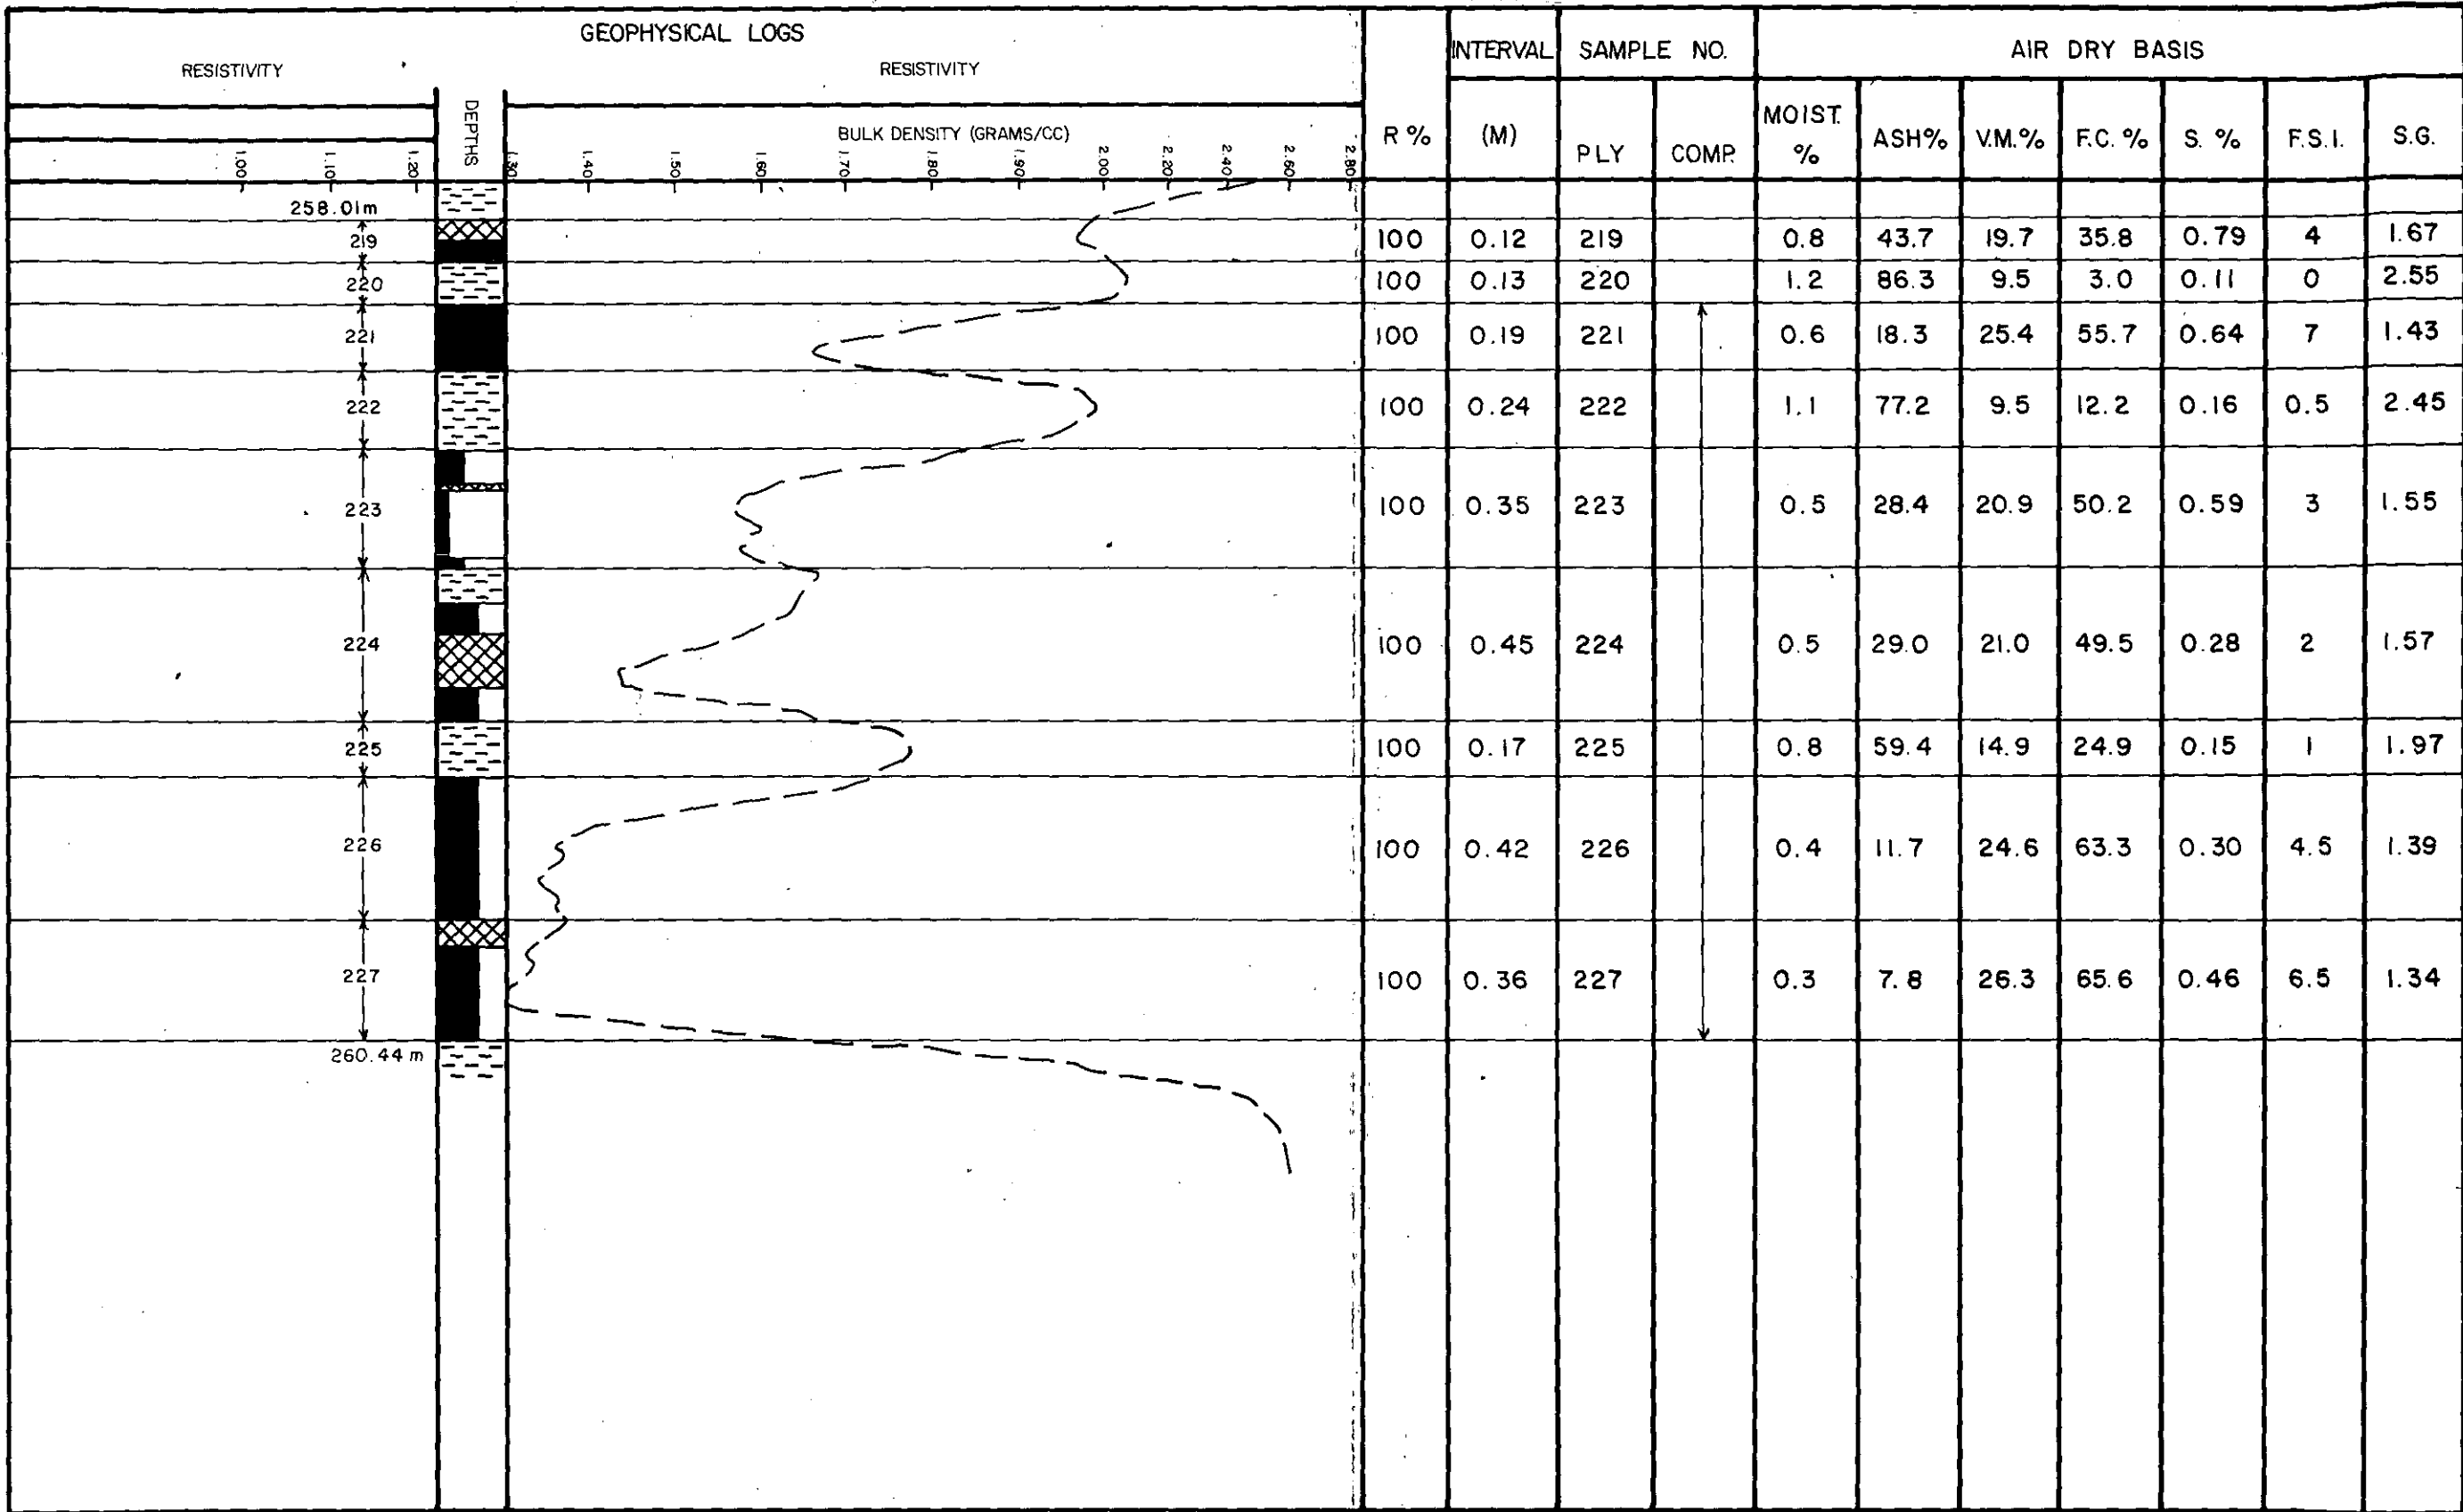 GEOPHYSICAL LOGS
RESISTIVITY
RESISTIVITY
DEPTHS
BULK DENSITY (GRAMS/CC)
1.00 1.10 1.20 1.30 1.40 1.50 1.60 1.70 1.80 1.90 2.00 2.20 2.40 2.60 2.80
R % INTERVAL (M) SAMPLE NO. AIR DRY BASIS
PLY COMP. MOIST. % ASH% V.M.% F.C. % S. % F.S.I. S.G.
258.01m
219 100 0.12 219 0.8 43.7 19.7 35.8 0.79 4 1.67
220 100 0.13 220 1.2 86.3 9.5 3.0 0.11 0 2.55
221 100 0.19 221 0.6 18.3 25.4 55.7 0.64 7 1.43
222 100 0.24 222 1.1 77.2 9.5 12.2 0.16 0.5 2.45
223 100 0.35 223 0.5 28.4 20.9 50.2 0.59 3 1.55
224 100 0.45 224 0.5 29.0 21.0 49.5 0.28 2 1.57
225 100 0.17 225 0.8 59.4 14.9 24.9 0.15 1 1.97
226 100 0.42 226 0.4 11.7 24.6 63.3 0.30 4.5 1.39
227 100 0.36 227 0.3 7.8 26.3 65.6 0.46 6.5 1.34
260.44 m